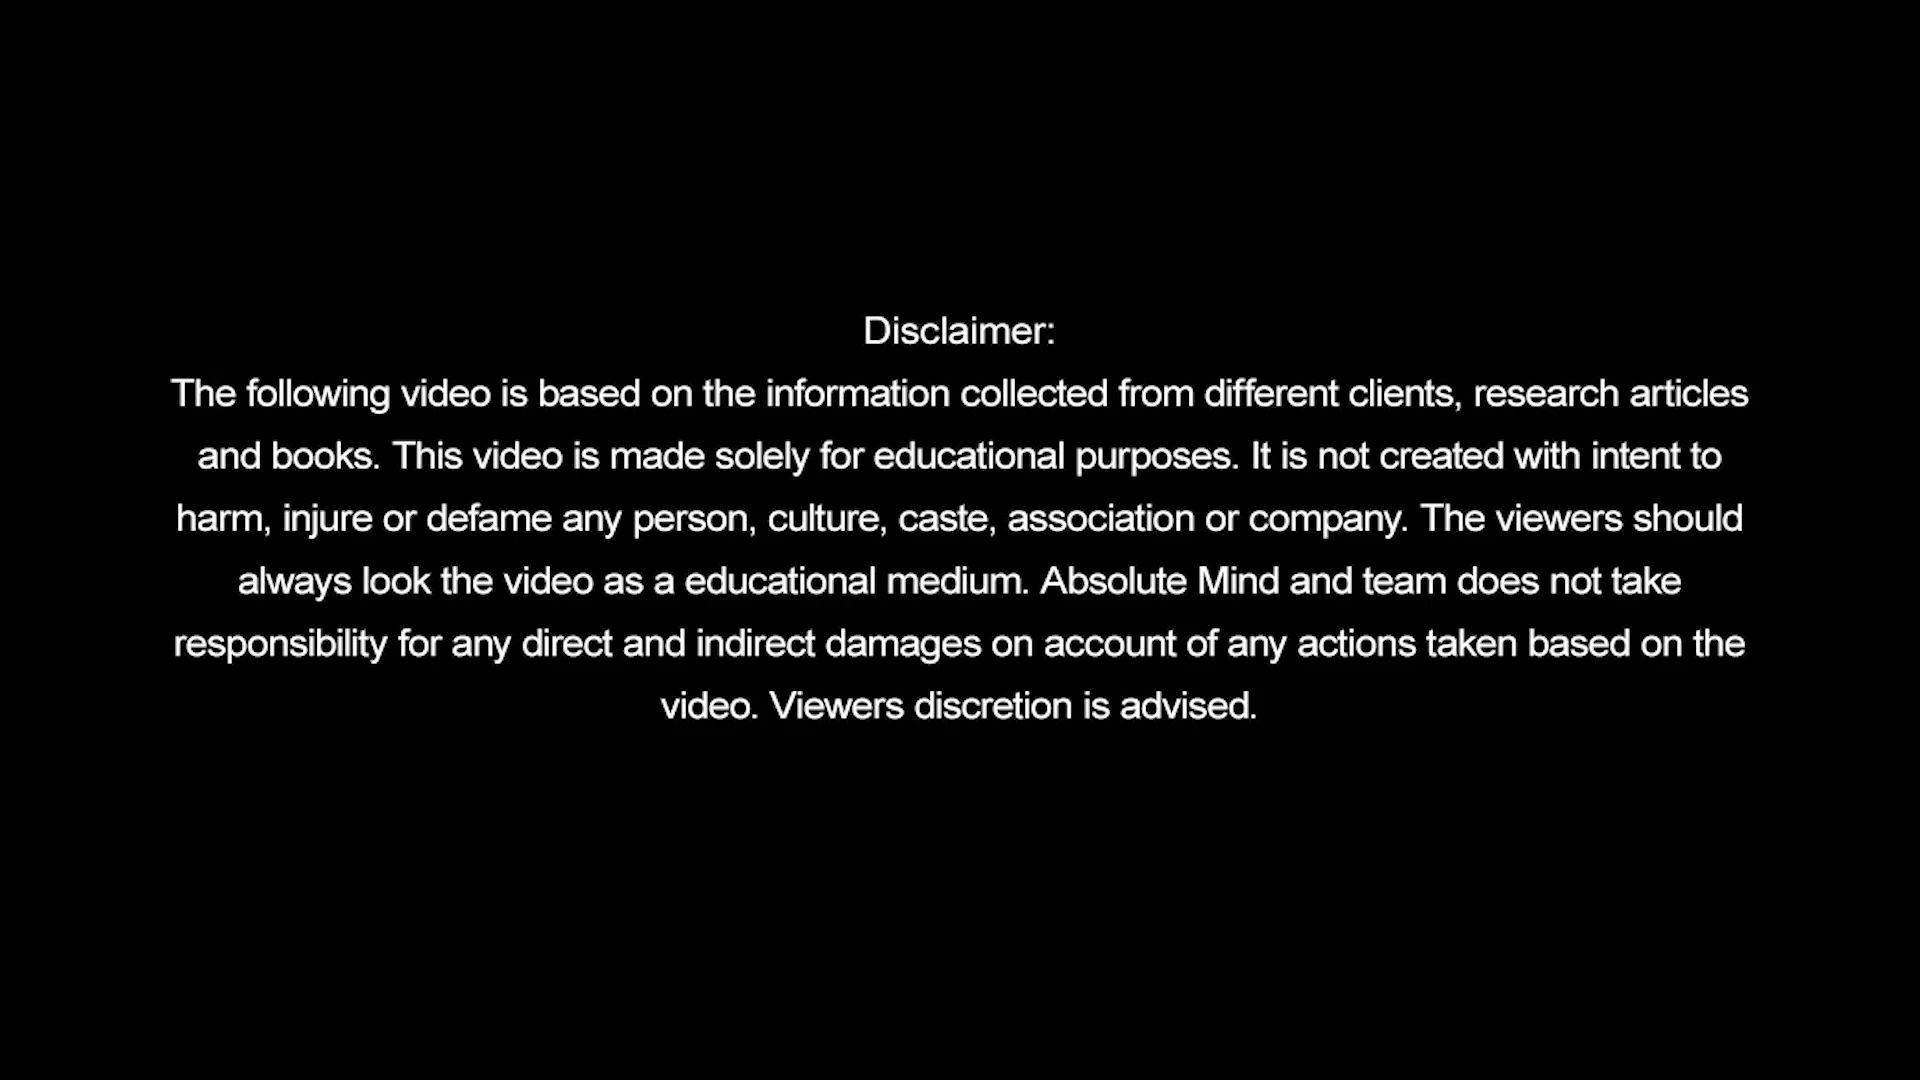 Disclaimer:
The following video is based on the information collected from different clients, research articles
and books. This video is made solely for educational purposes. It is not created with intent to
harm, injure or defame any person, culture, caste, association or company. The viewers should
always look the video as a educational medium. Absolute Mind and team does not take
responsibility for any direct and indirect damages on account of any actions taken based on the
video. Viewers discretion is advised.